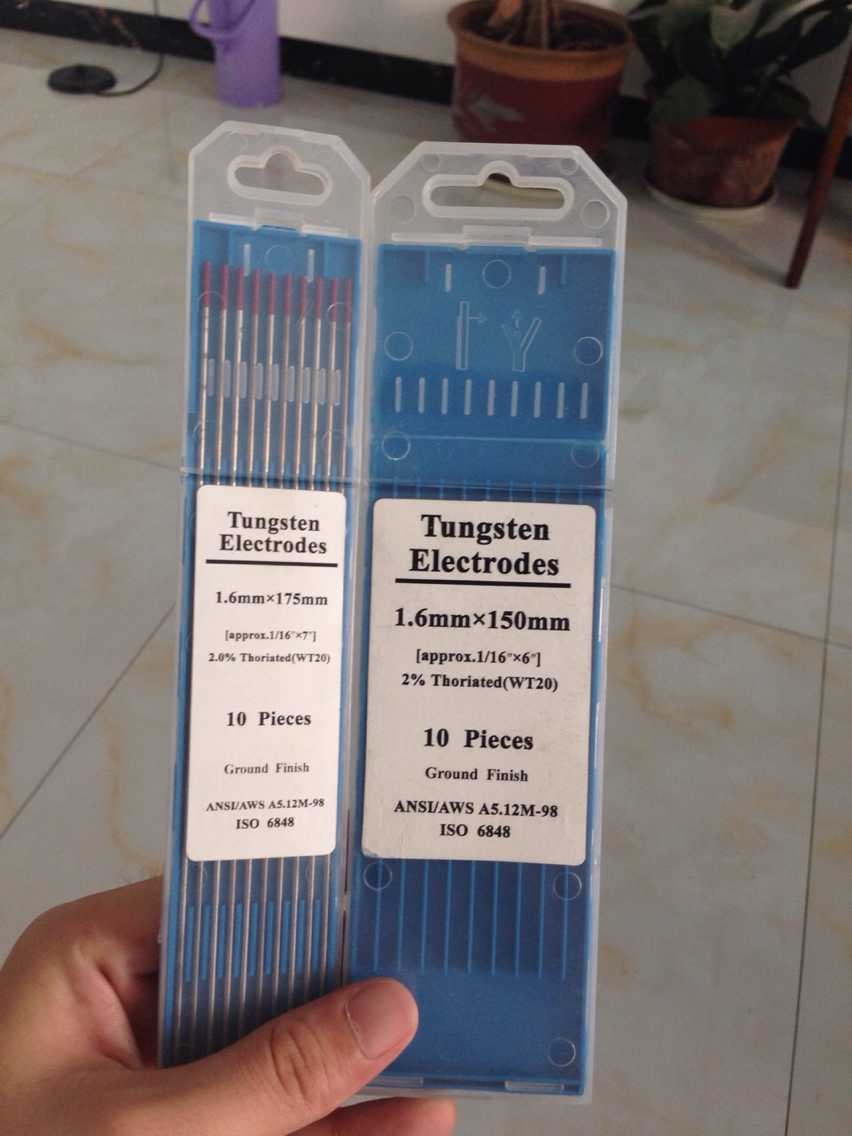 Tungsten
Electrodes
1.6mm×175mm
[approx.1/16"×7"]
2.0% Thoriated(WT20)
10 Pieces
Ground Finish
ANSI/AWS A5.12M-98
ISO 6848
Tungsten
Electrodes
1.6mm×150mm
[approx.1/16"×6"]
2% Thoriated(WT20)
10 Pieces
Ground Finish
ANSI/AWS A5.12M-98
ISO 6848